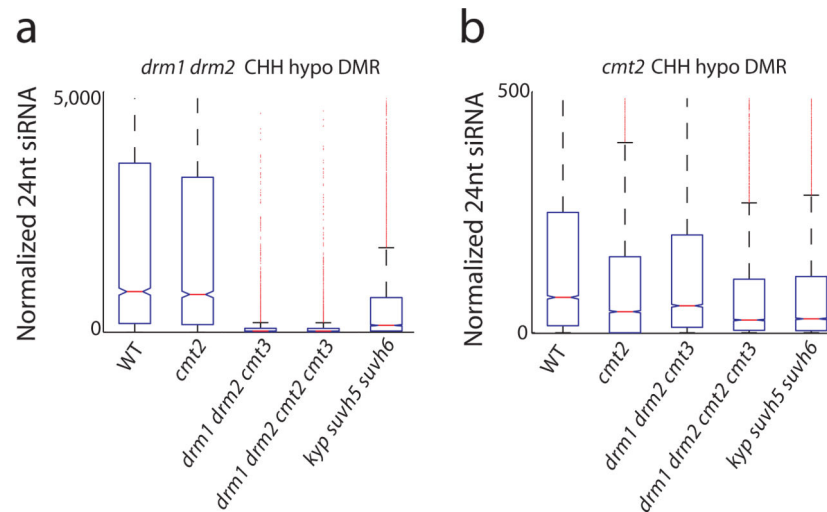 a
drm1 drm2 CHH hypo DMR
Normalized 24nt siRNA
5,000
0
WT
cmt2
drm1 drm2 cmt3
drm1 drm2 cmt2 cmt3
kyp suvh5 suvh6
b
cmt2 CHH hypo DMR
Normalized 24nt siRNA
500
0
WT
cmt2
drm1 drm2 cmt3
drm1 drm2 cmt2 cmt3
kyp suvh5 suvh6